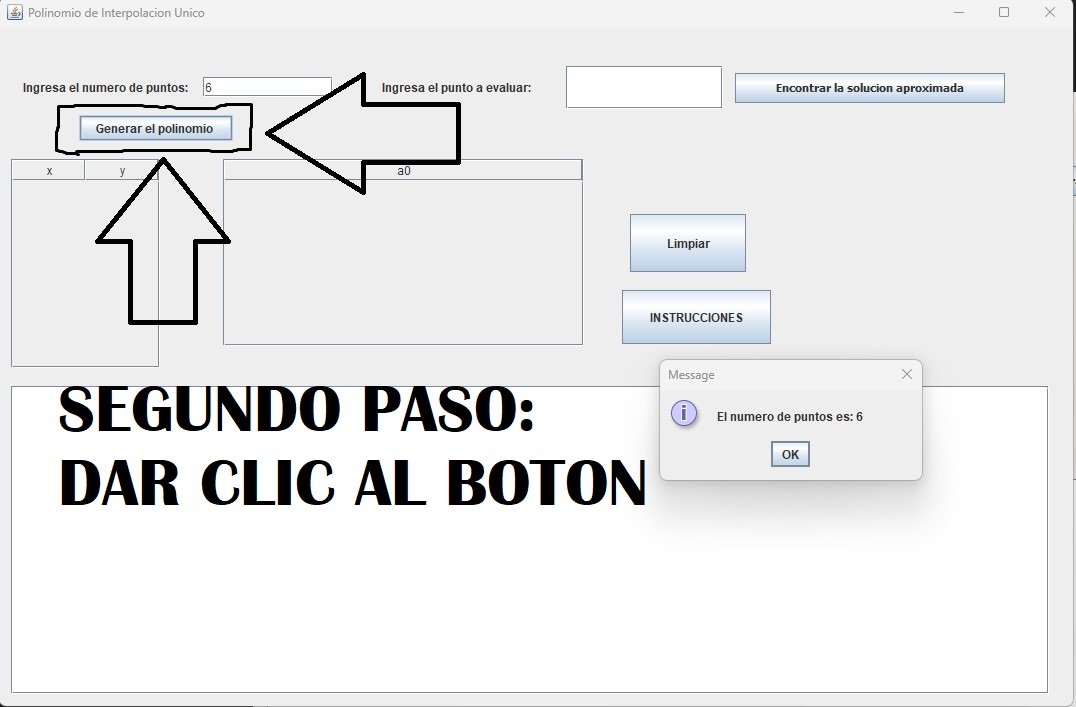 Polinomio de Interpolacion Unico
Ingresa el numero de puntos: 6 Ingresa el punto a evaluar: Encontrar la solucion aproximada
Generar el polinomio
x y a0
Limpiar
INSTRUCCIONES
Message
El numero de puntos es: 6
OK
SEGUNDO PASO:
DAR CLIC AL BOTON